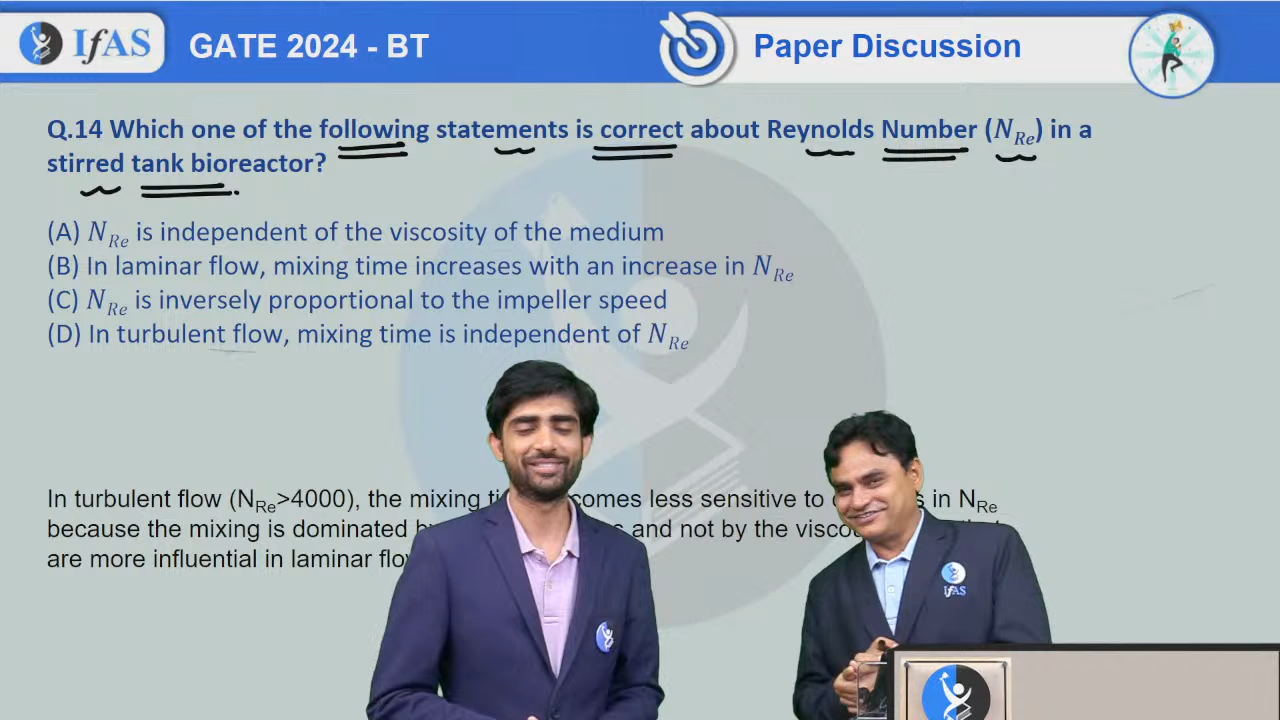 IfAS
GATE 2024 - BT
Paper Discussion
Q.14 Which one of the following statements is correct about Reynolds Number (N_Re) in a
stirred tank bioreactor?
(A) N_Re is independent of the viscosity of the medium
(B) In laminar flow, mixing time increases with an increase in N_Re
(C) N_Re is inversely proportional to the impeller speed
(D) In turbulent flow, mixing time is independent of N_Re
In turbulent flow (N_Re>4000), the mixing comes less sensitive to in N_Re
because the mixing is dominated and not by the
are more influential in laminar
IfAS